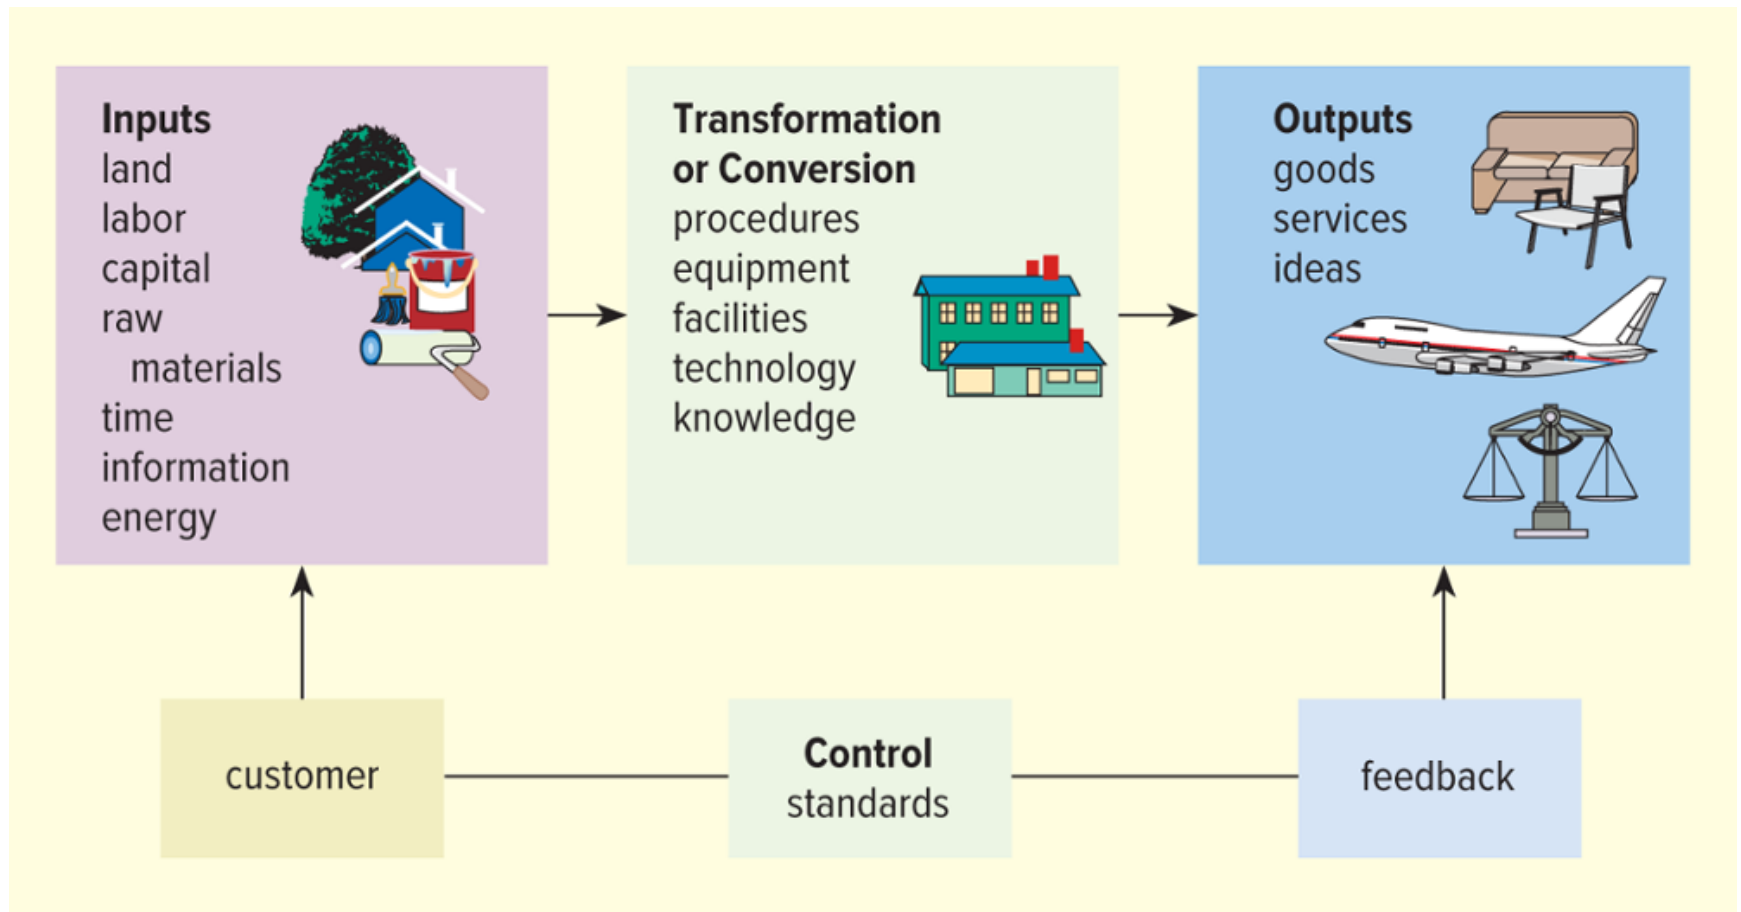 Inputs
land
labor
capital
raw
materials
time
information
energy
Transformation
or Conversion
procedures
equipment
facilities
technology
knowledge
Outputs
goods
services
ideas
customer
Control
standards
feedback